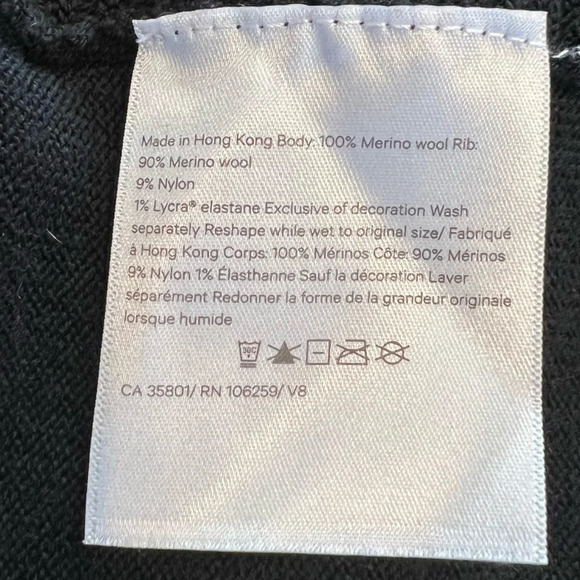 Made in Hong Kong Body: 100% Merino wool Rib:
90% Merino wool
9% Nylon
1% Lycra® elastane Exclusive of decoration Wash
separately Reshape while wet to original size/ Fabriqué
à Hong Kong Corps: 100% Mérinos Côte: 90% Mérinos
9% Nylon 1% Élasthanne Sauf la décoration Laver
séparément Redonner la forme de la grandeur originale
lorsque humide
30C
CA 35801/ RN 106259/ V8